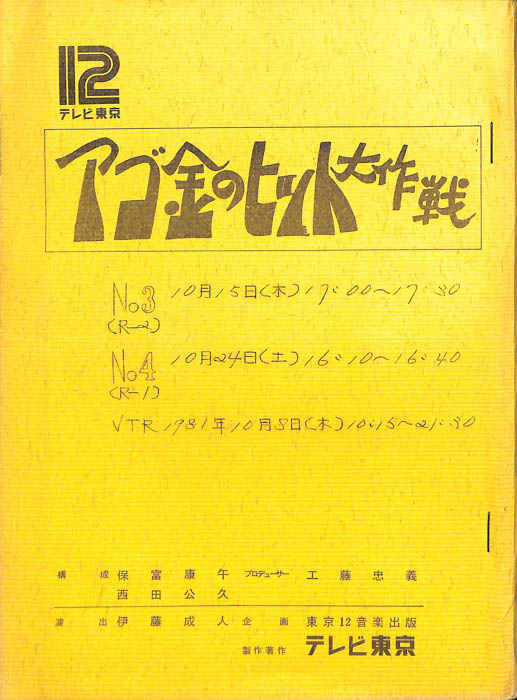 12
テレビ東京
アゴ金のヒット大作戦
No.3 10月15日(木)17:00〜17:30
(R-2)
No.4 10月24日(土)16:10〜16:40
(R-1)
VTR 1981年10月8日(木)10:15〜21:30
構成 保富康午 プロデューサー 工藤忠義
西田公久
演出 伊藤成人 企画 東京12音楽出版
製作著作 テレビ東京